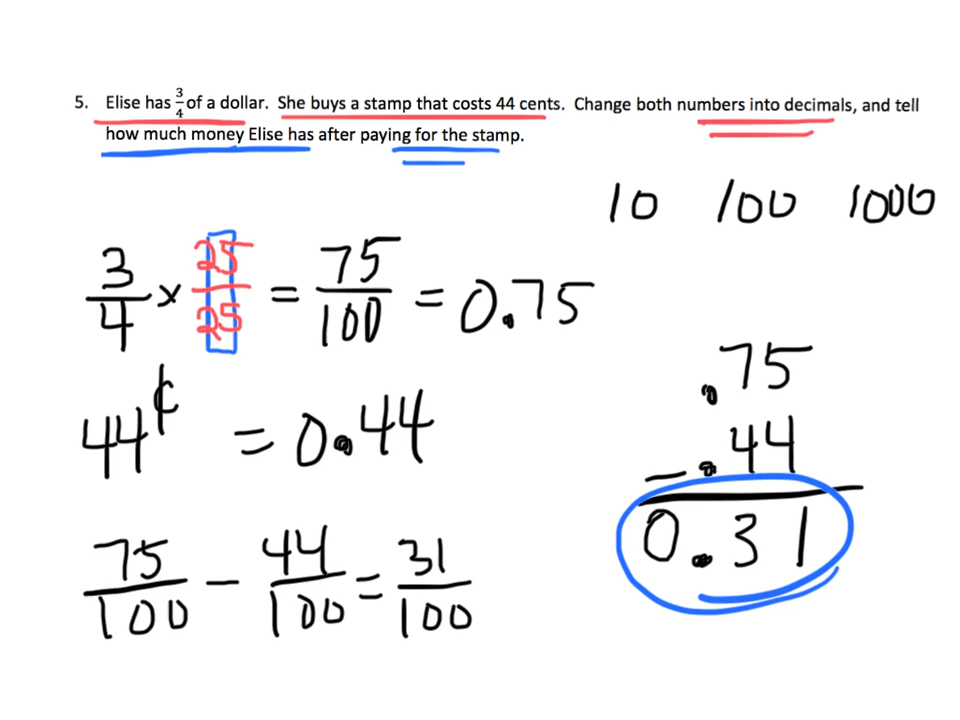 5. Elise has 3/4 of a dollar. She buys a stamp that costs 44 cents. Change both numbers into decimals, and tell
how much money Elise has after paying for the stamp.
10 100 1000
3/4 × 25/25 = 75/100 = 0.75
.75
44¢ = 0.44
- .44
0.31
75/100 - 44/100 = 31/100